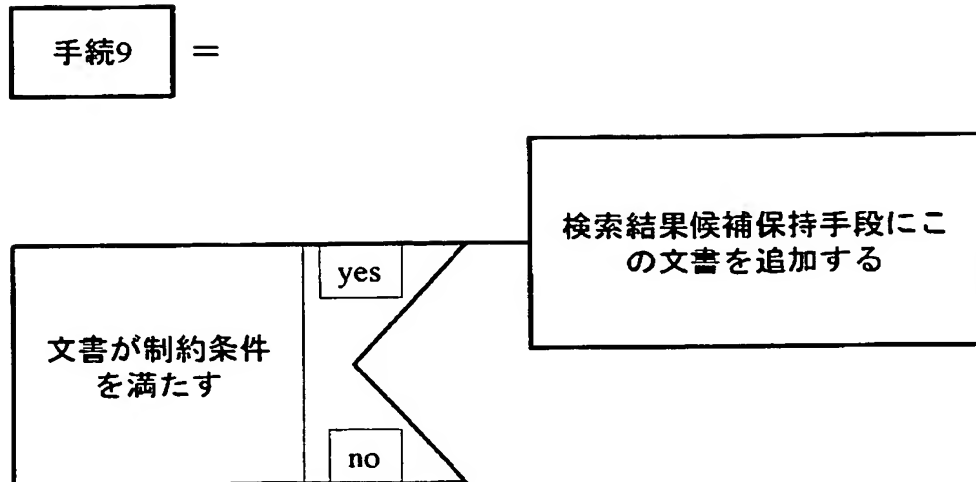 手続9 =
検索結果候補保持手段にこ
の文書を追加する
yes
文書が制約条件
を満たす
no